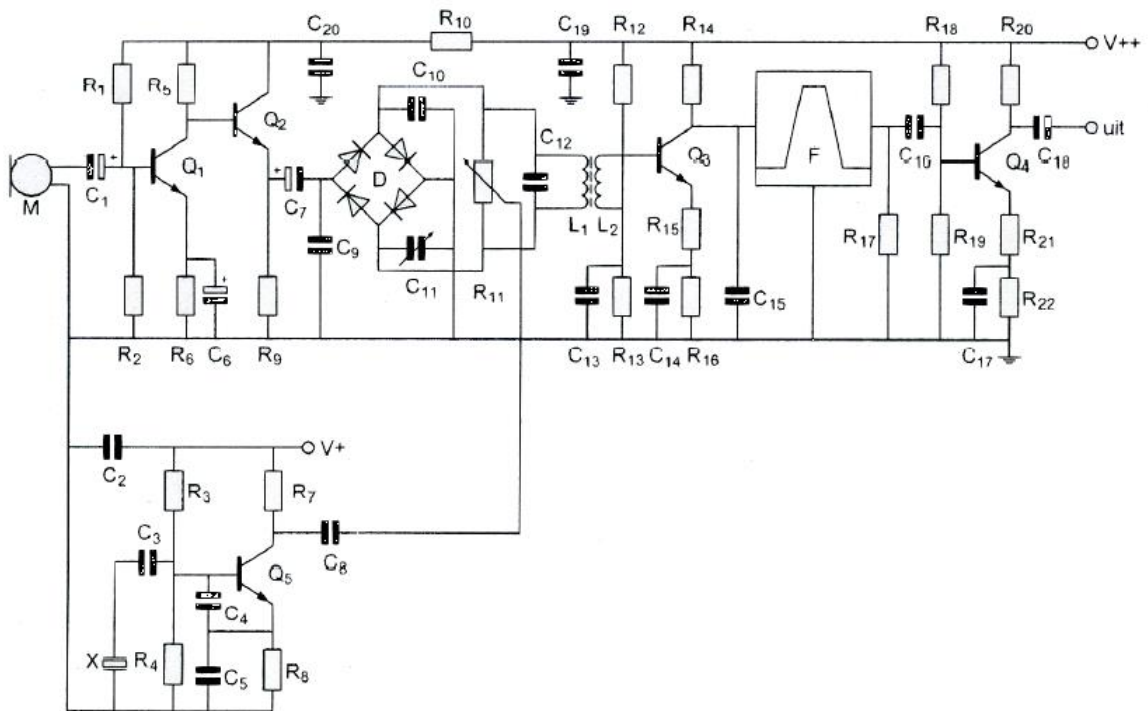 C20 R10 C19 R12 R14 R18 R20
V++
R1 R5 C10
Q2 C12
uit
M C1 Q1 C7 D Q3 F C16 Q4 C18
C9 L1 L2 R15 R17 R19 R21
C11 R11 C15 R22
R2 R6 C6 R9 C13 R13 C14 R16 C17
V+
C2 R3 R7
C3 C8
Q5
C4
X R4 C5 R8